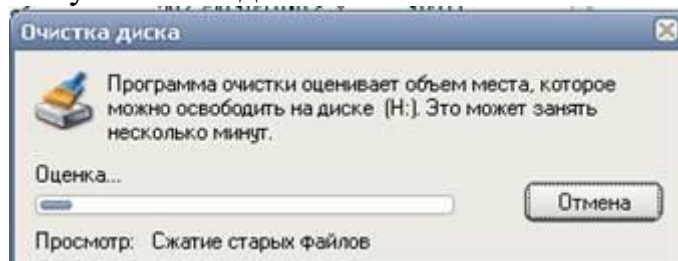 Очистка диска
Программа очистки оценивает объем места, которое
можно освободить на диске (H:). Это может занять
несколько минут.
Оценка...
Отмена
Просмотр: Сжатие старых файлов